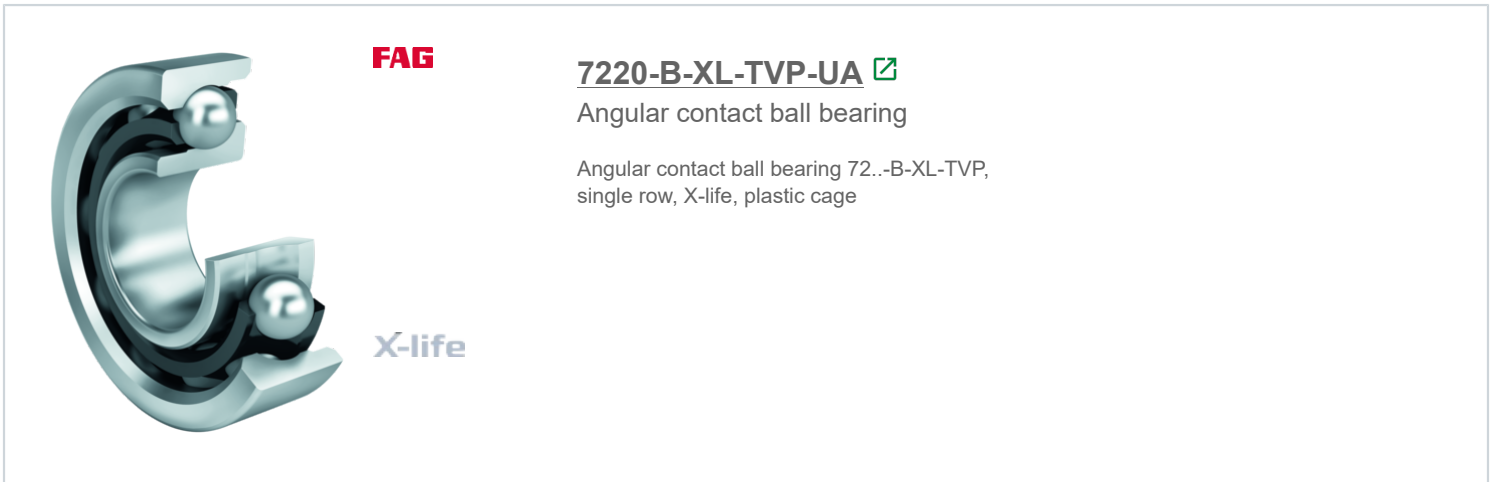 FAG
7220-B-XL-TVP-UA
Angular contact ball bearing
Angular contact ball bearing 72..-B-XL-TVP,
single row, X-life, plastic cage
X-life